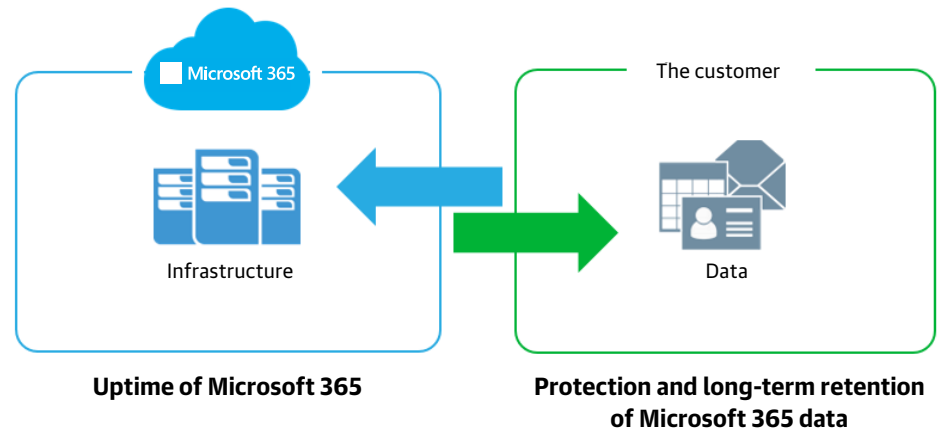 Microsoft 365
The customer
Infrastructure
Data
Uptime of Microsoft 365
Protection and long-term retention
of Microsoft 365 data